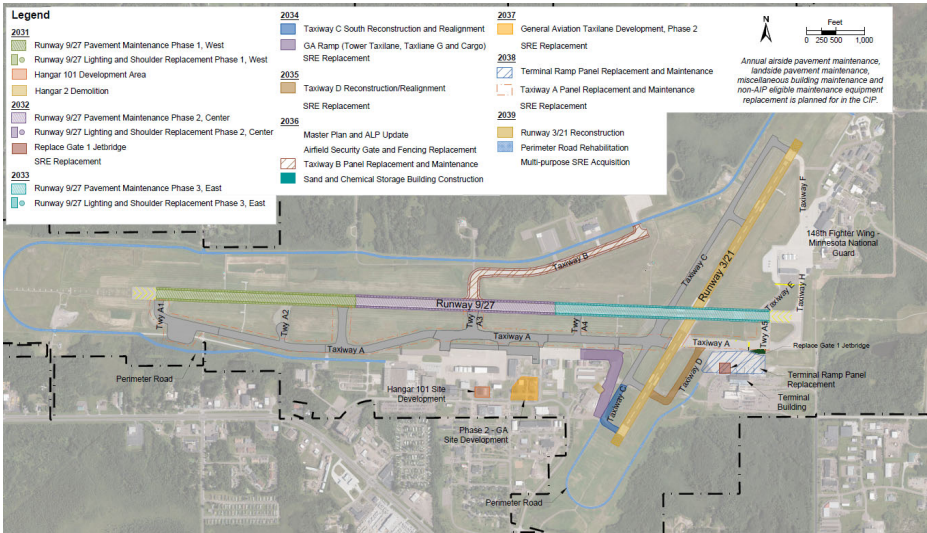 Legend
2031
Runway 9/27 Pavement Maintenance Phase 1, West
Runway 9/27 Lighting and Shoulder Replacement Phase 1, West
Hangar 101 Development Area
Hangar 2 Demolition
2032
Runway 9/27 Pavement Maintenance Phase 2, Center
Runway 9/27 Lighting and Shoulder Replacement Phase 2, Center
Replace Gate 1 Jetbridge
SRE Replacement
2033
Runway 9/27 Pavement Maintenance Phase 3, East
Runway 9/27 Lighting and Shoulder Replacement Phase 3, East
2034
Taxiway C South Reconstruction and Realignment
GA Ramp (Tower Taxilane, Taxliane G and Cargo)
SRE Replacement
2035
Taxiway D Reconstruction/Realignment
SRE Replacement
2036
Master Plan and ALP Update
Airfield Security Gate and Fencing Replacement
Taxiway B Panel Replacement and Maintenance
Sand and Chemical Storage Building Construction
2037
General Aviation Taxilane Development, Phase 2
SRE Replacement
2038
Terminal Ramp Panel Replacement and Maintenance
Taxiway A Panel Replacement and Maintenance
SRE Replacement
2039
Runway 3/21 Reconstruction
Perimeter Road Rehabilitation
Multi-purpose SRE Acquisition
N
Feet
0 250 500 1,000
Annual airside pavement maintenance,
landside pavement maintenance,
miscellaneous building maintenance and
non-AIP eligible maintenance equipment
replacement is planned for in the CIP.
Taxiway F
148th Fighter Wing -
Minnesota National
Guard
Taxiway B
Taxiway C
Runway 3/21
Taxiway E
Taxiway H
Runway 9/27
Twy A1
Twy A2
Twy
A3
Twy
A4
Twy A5
Taxiway A
Taxiway A
Taxiway A
Replace Gate 1 Jetbridge
Perimeter Road
Taxiway D
Terminal Ramp Panel
Replacement
Terminal
Building
Hangar 101 Site
Development
Taxiway C
Phase 2 - GA
Site Development
Perimeter Road